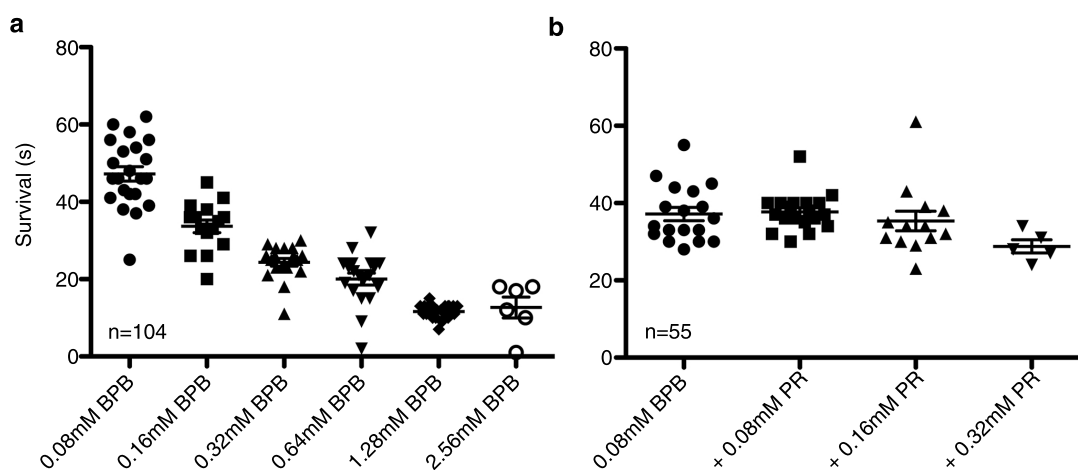 a
Survival (s)
80
60
40
20
0
n=104
0.08mM BPB
0.16mM BPB
0.32mM BPB
0.64mM BPB
1.28mM BPB
2.56mM BPB
b
80
60
40
20
0
n=55
0.08mM BPB
+ 0.08mM PR
+ 0.16mM PR
+ 0.32mM PR